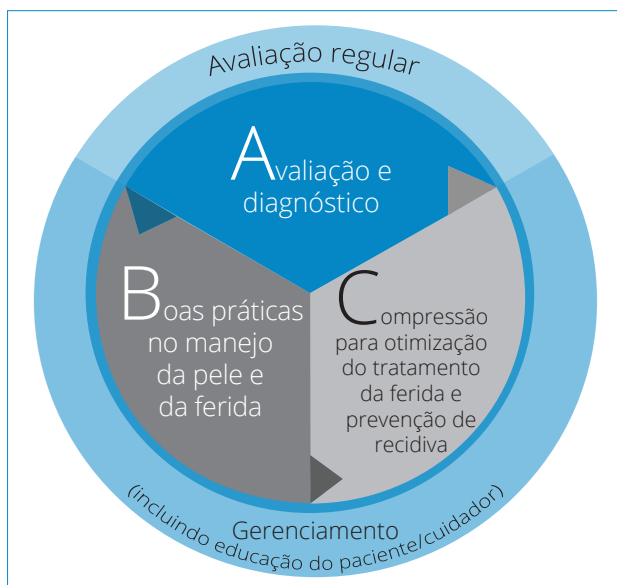 Avaliação regular
Avaliação e
diagnóstico
Boas práticas
no manejo
da pele e
da ferida
Compressão
para otimização
do tratamento
da ferida e
prevenção de
recidiva
Gerenciamento
(incluindo educação do paciente/cuidador)